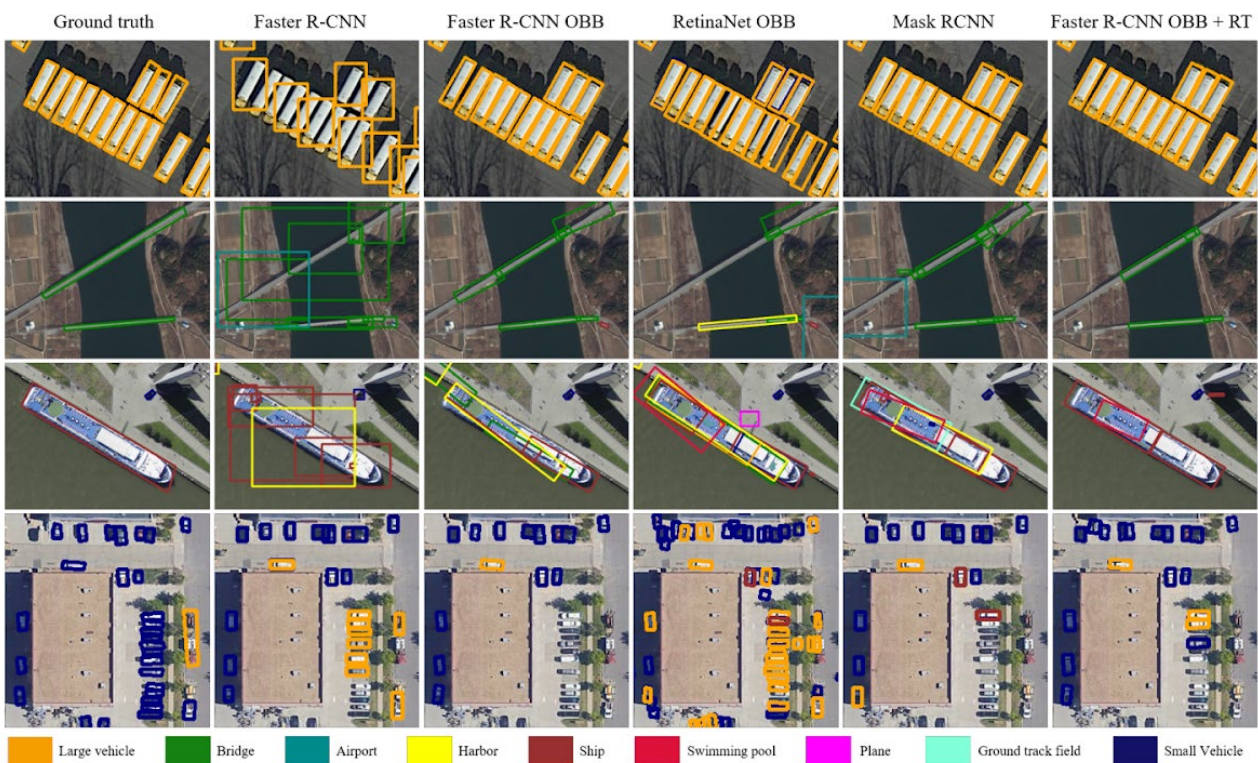 Ground truth Faster R-CNN Faster R-CNN OBB RetinaNet OBB Mask RCNN Faster R-CNN OBB + RT
Large vehicle Bridge Airport Harbor Ship Swimming pool Plane Ground track field Small Vehicle